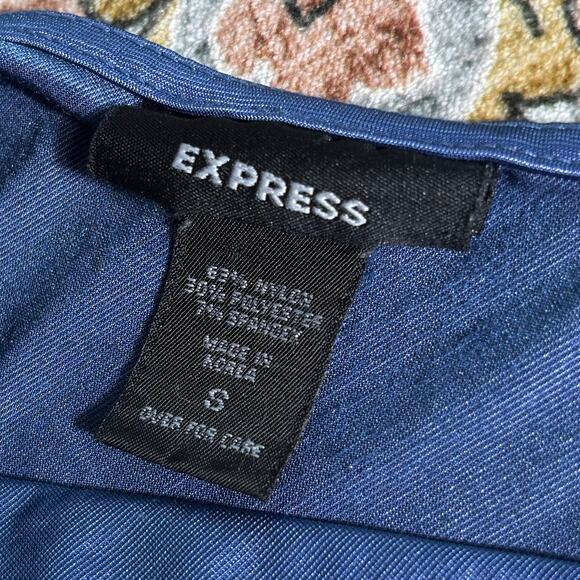 EXPRESS
63% NYLON
30% POLYESTER
7% SPANDEX
MADE IN
KOREA
S
OVER FOR CARE